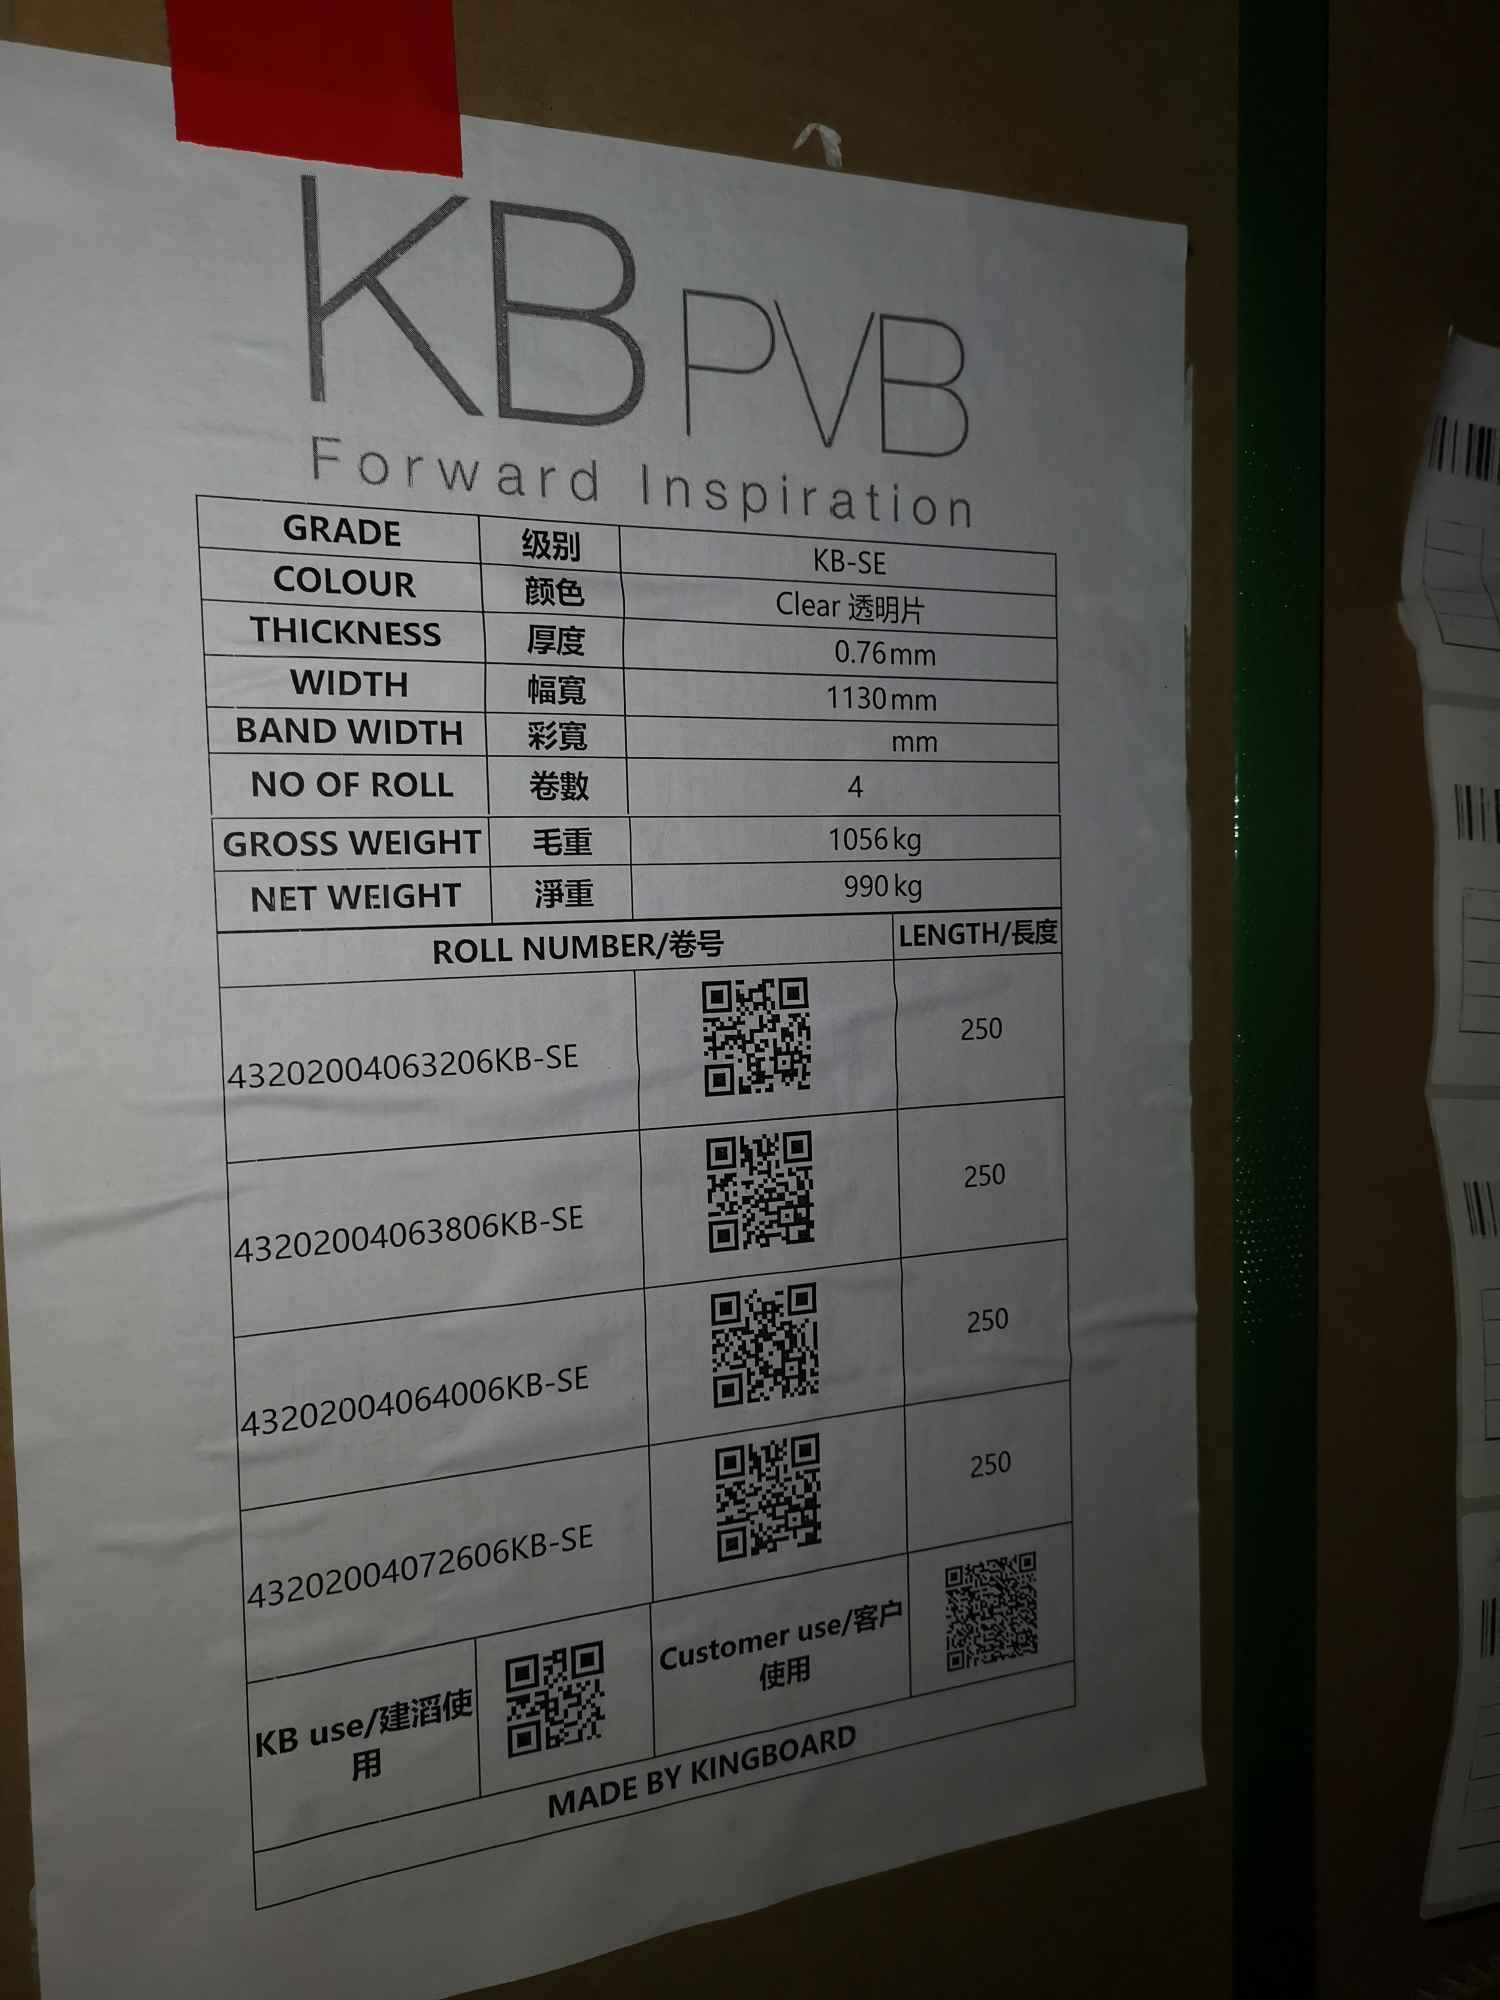 KB PVB
Forward Inspiration
GRADE 级别 KB-SE
COLOUR 颜色 Clear 透明片
THICKNESS 厚度 0.76mm
WIDTH 幅寬 1130mm
BAND WIDTH 彩寬 mm
NO OF ROLL 卷數 4
GROSS WEIGHT 毛重 1056kg
NET WEIGHT 淨重 990kg
ROLL NUMBER/卷号 LENGTH/長度
43202004063206KB-SE 250
43202004063806KB-SE 250
43202004064006KB-SE 250
43202004072606KB-SE 250
KB use/建滔使
用
Customer use/客户
使用
MADE BY KINGBOARD